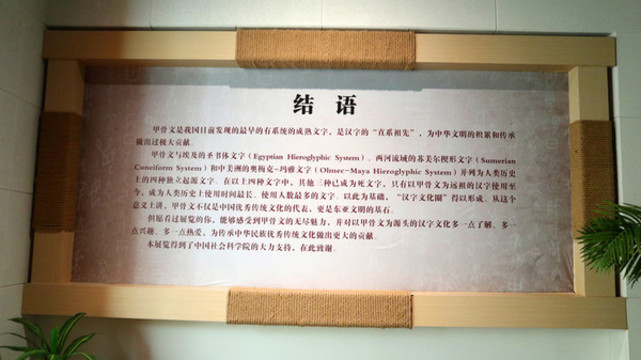 结 语
甲骨文是我国目前发现的最早的有系统的成熟文字，是汉字的“直系祖先”，为中华文明的积累和传承
做出过极大贡献。
甲骨文与埃及的圣书体文字（Egyptian Hieroglyphic System）、两河流域的苏美尔楔形文字（Sumerian
Cuneiform System）和中美洲的奥梅克-玛雅文字（Olmec-Maya Hieroglyphic System）并列为人类历史
上的四种独立起源文字。在以上四种文字中，其他三种已成为死文字，只有以甲骨文为远祖的汉字使用至
今，成为人类历史上使用时间最长、使用人数最多的文字。以此为基础，“汉字文化圈”得以形成。从这个
意义上讲，甲骨文不仅是中国优秀传统文化的代表，更是东亚文明的基石。
但愿看过展览的你，能够感受到甲骨文的无尽魅力，并对以甲骨文为源头的汉字文化多一点了解、多一
点兴趣、多一点热爱，为传承中华民族优秀传统文化做出更大的贡献。
本展览得到了中国社会科学院的大力支持，在此致谢。